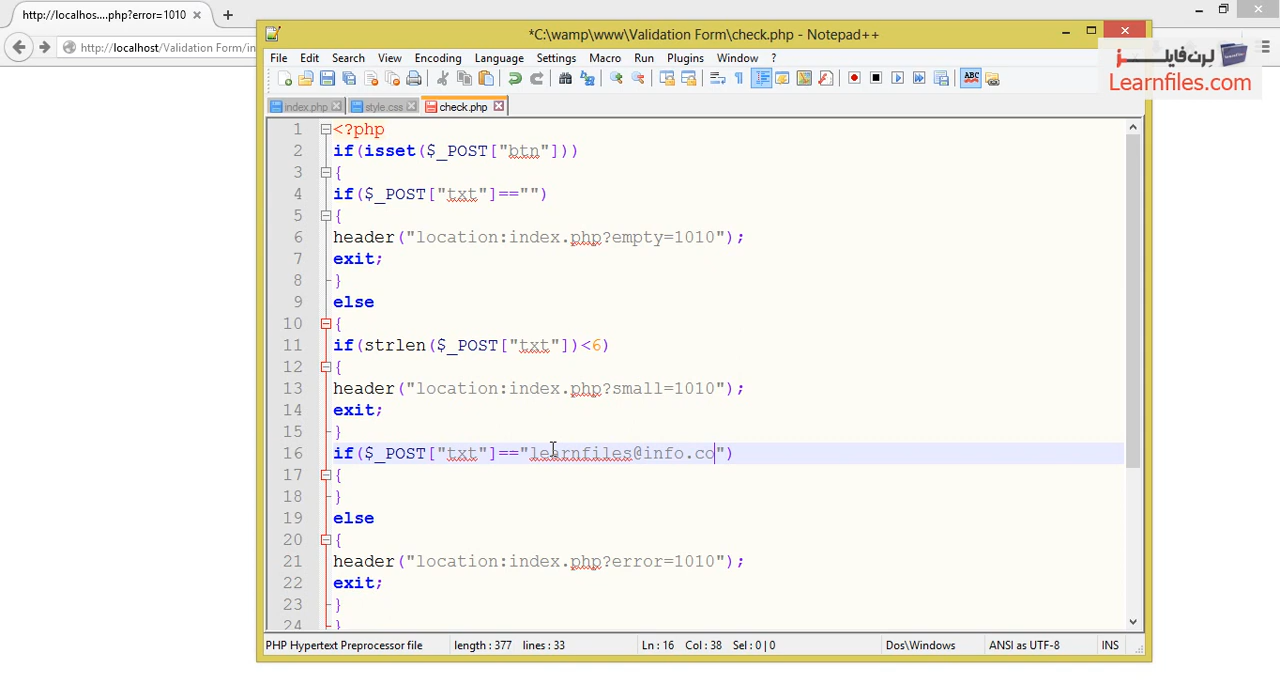 http://localhos....php?error=1010
http://localhost/Validation Form/in
*C:\wamp\www\Validation Form\check.php - Notepad++
File Edit Search View Encoding Language Settings Macro Run Plugins Window ?
لرن فایلز
Learnfiles.com
index.php style.css check.php
1 <?php
2 if(isset($_POST["btn"]))
3 {
4 if($_POST["txt"]=="")
5 {
6 header("location:index.php?empty=1010");
7 exit;
8 }
9 else
10 {
11 if(strlen($_POST["txt"])<6)
12 {
13 header("location:index.php?small=1010");
14 exit;
15 }
16 if($_POST["txt"]=="learnfiles@info.co")
17 {
18 }
19 else
20 {
21 header("location:index.php?error=1010");
22 exit;
23 }
24 }
PHP Hypertext Preprocessor file length : 377 lines : 33 Ln : 16 Col : 38 Sel : 0 | 0 Dos\Windows ANSI as UTF-8 INS